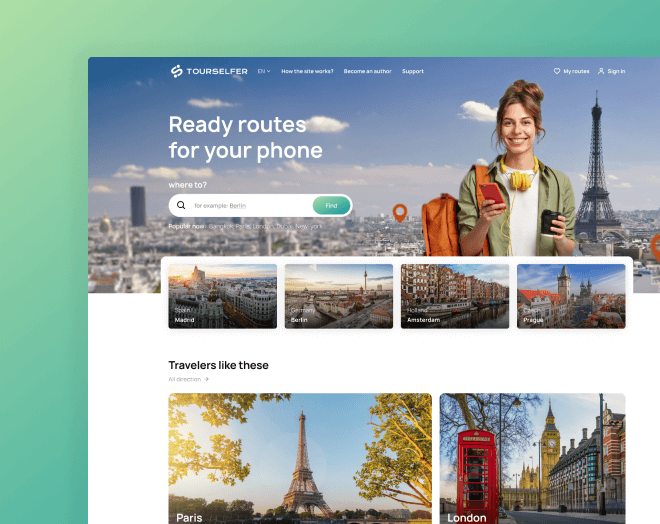 TOURSELFER
EN
How the site works?
Become an author
Support
My routes
Sign in
Ready routes
for your phone
where to?
for example: Berlin
Find
Popular now: Bangkok, Paris, London, Dubai, New york
Spain
Madrid
Germany
Berlin
Holland
Amsterdam
Czech
Prague
Travelers like these
All direction →
Paris
London